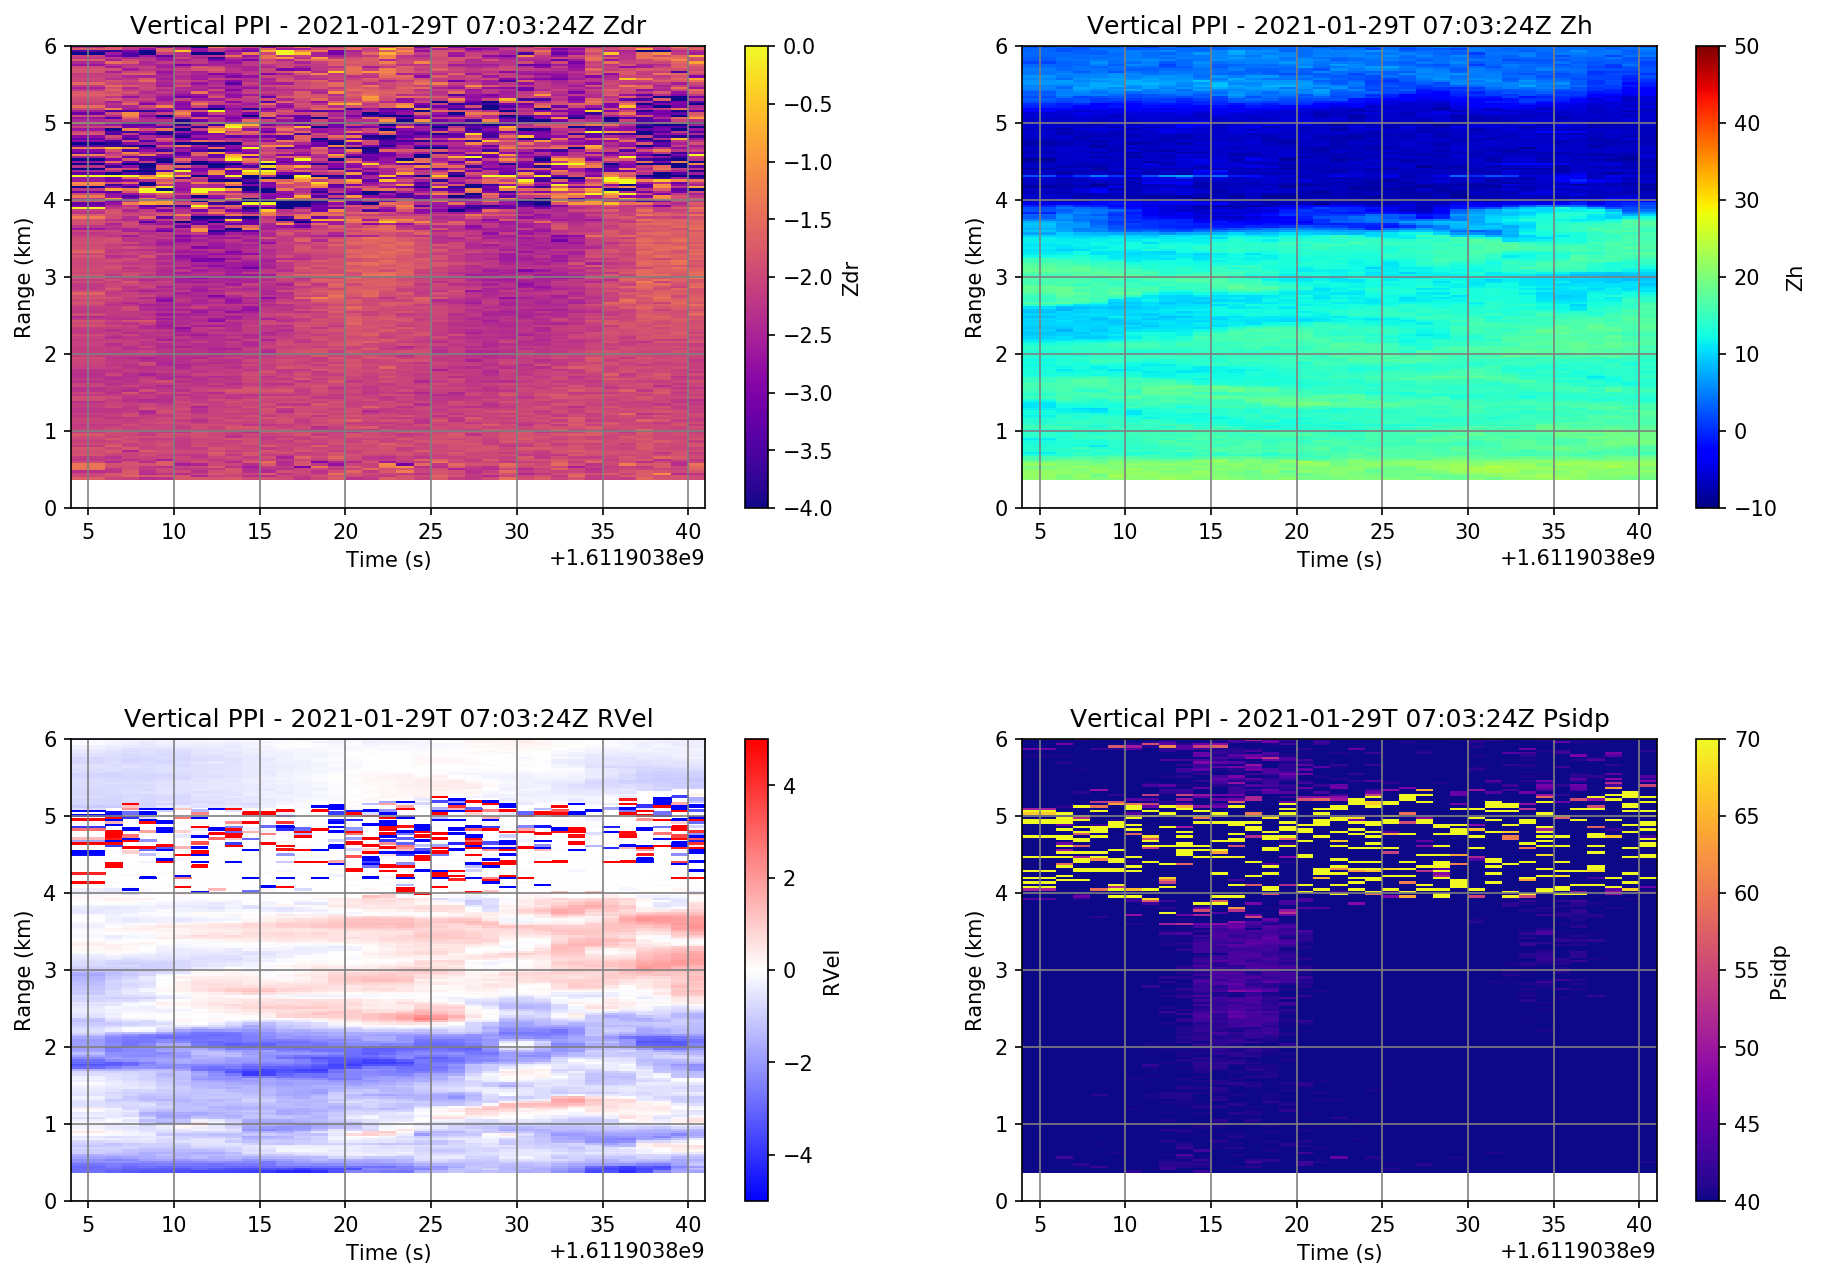 Vertical PPI - 2021-01-29T 07:03:24Z Zdr
6
5
4
3
2
1
0
Range (km)
5 10 15 20 25 30 35 40
Time (s)
+1.6119038e9
0.0
−0.5
−1.0
−1.5
−2.0
−2.5
−3.0
−3.5
−4.0
Zdr
Vertical PPI - 2021-01-29T 07:03:24Z Zh
6
5
4
3
2
1
0
Range (km)
5 10 15 20 25 30 35 40
Time (s)
+1.6119038e9
50
40
30
20
10
0
−10
Zh
Vertical PPI - 2021-01-29T 07:03:24Z RVel
6
5
4
3
2
1
0
Range (km)
5 10 15 20 25 30 35 40
Time (s)
+1.6119038e9
4
2
0
−2
−4
RVel
Vertical PPI - 2021-01-29T 07:03:24Z Psidp
6
5
4
3
2
1
0
Range (km)
5 10 15 20 25 30 35 40
Time (s)
+1.6119038e9
70
65
60
55
50
45
40
Psidp